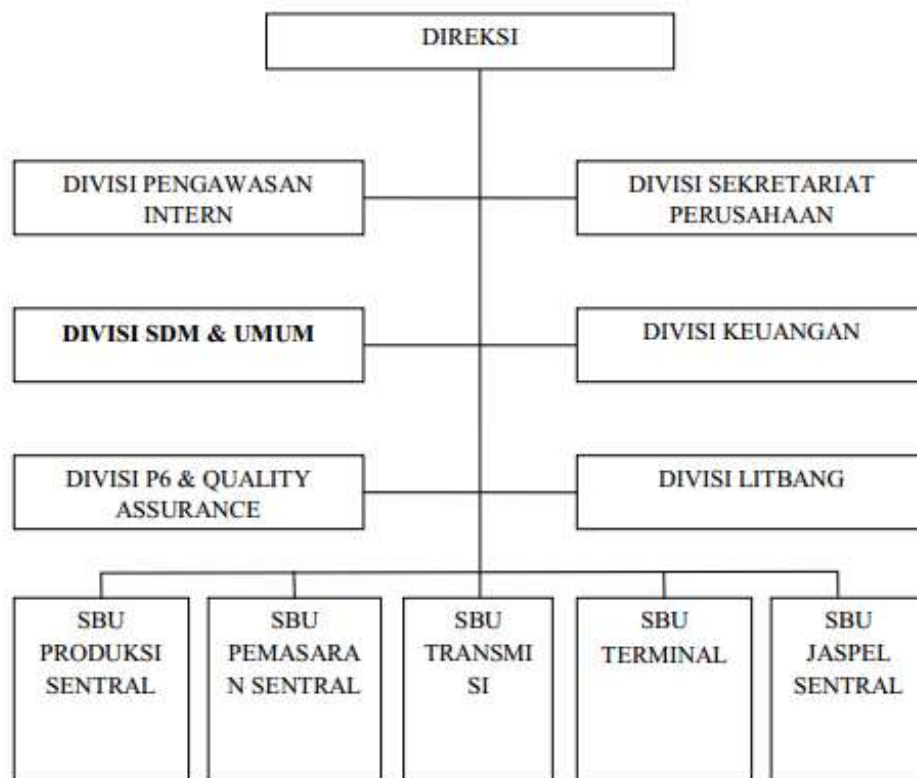 DIREKSI
DIVISI PENGAWASAN
INTERN
DIVISI SEKRETARIAT
PERUSAHAAN
DIVISI SDM & UMUM
DIVISI KEUANGAN
DIVISI P6 & QUALITY
ASSURANCE
DIVISI LITBANG
SBU
PRODUKSI
SENTRAL
SBU
PEMASARA
N SENTRAL
SBU
TRANSMI
SI
SBU
TERMINAL
SBU
JASPEL
SENTRAL